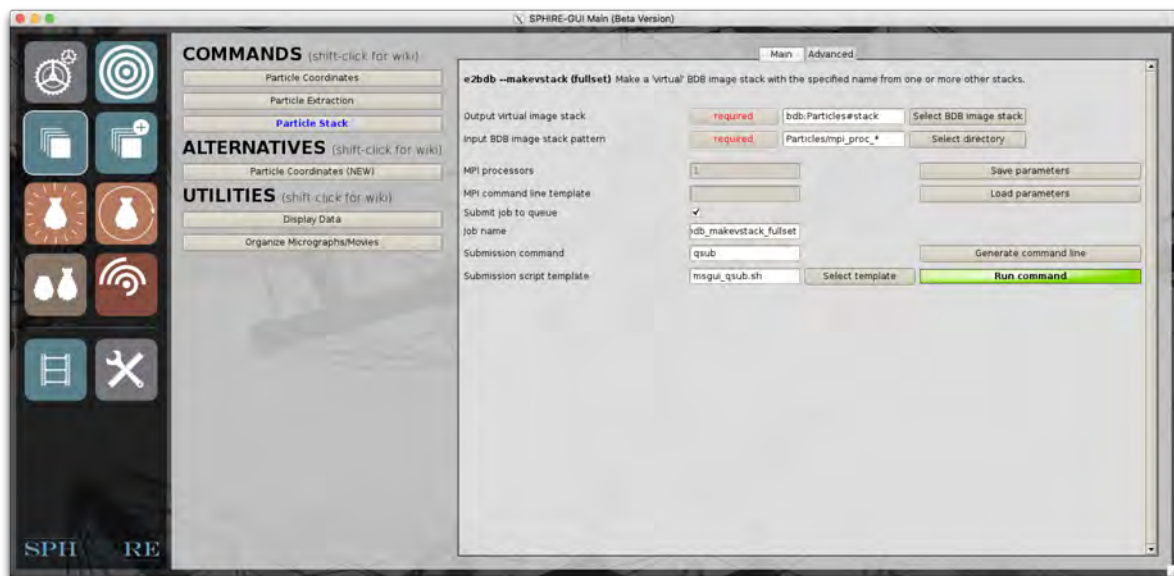 SPHIRE-GUI Main (Beta Version)
COMMANDS (shift-click for wiki)
Particle Coordinates
Particle Extraction
Particle Stack
ALTERNATIVES (shift-click for wiki)
Particle Coordinates (NEW)
UTILITIES (shift-click for wiki)
Display Data
Organize Micrographs/Movies
Main Advanced
e2bdb --makevstack (fullset) Make a 'virtual' BDB image stack with the specified name from one or more other stacks.
Output virtual image stack required bdb:Particles#stack Select BDB image stack
Input BDB image stack pattern required Particles/mpi_proc_* Select directory
MPI processors 1 Save parameters
MPI command line template Load parameters
Submit job to queue
Job name bdb_makevstack_fullset
Submission command qsub Generate command line
Submission script template msgui_qsub.sh Select template Run command
SPH RE